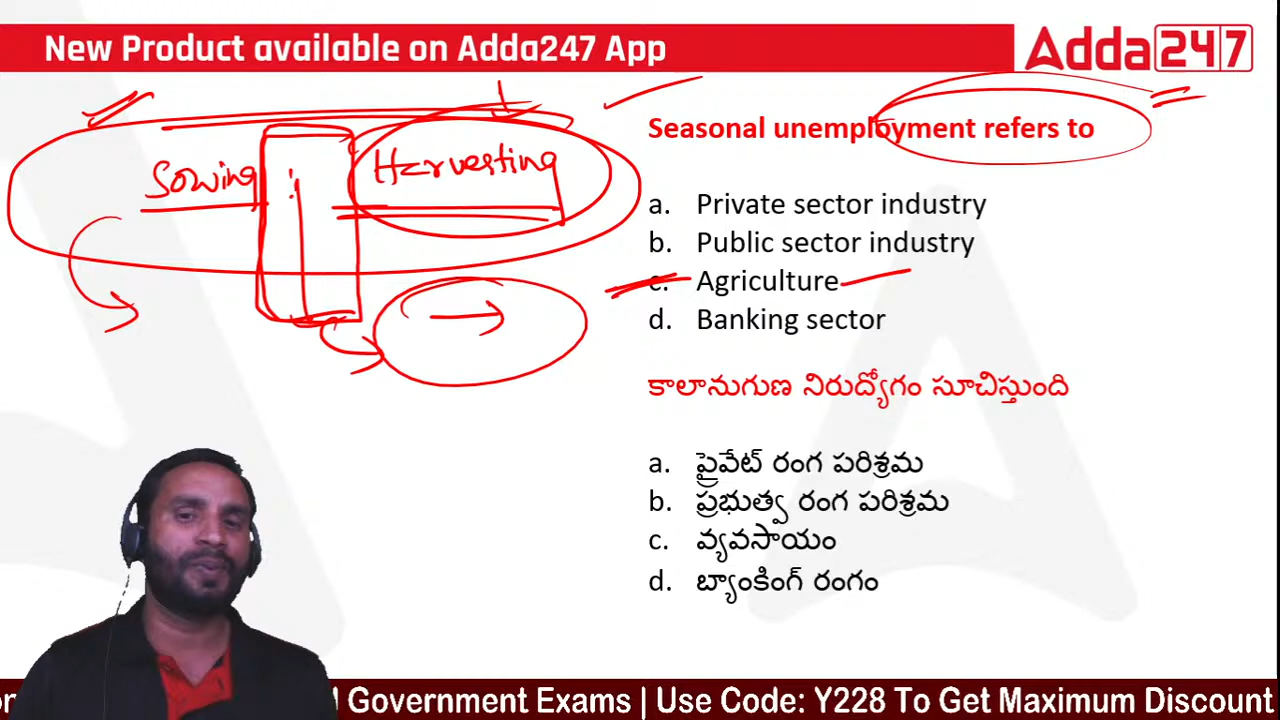 New Product available on Adda247 App
Adda247
Sowing
Harvesting
Seasonal unemployment refers to
a. Private sector industry
b. Public sector industry
c. Agriculture
d. Banking sector
కాలానుగుణ నిరుద్యోగం సూచిస్తుంది
a. ప్రైవేట్ రంగ పరిశ్రమ
b. ప్రభుత్వ రంగ పరిశ్రమ
c. వ్యవసాయం
d. బ్యాంకింగ్ రంగం
Government Exams | Use Code: Y228 To Get Maximum Discount